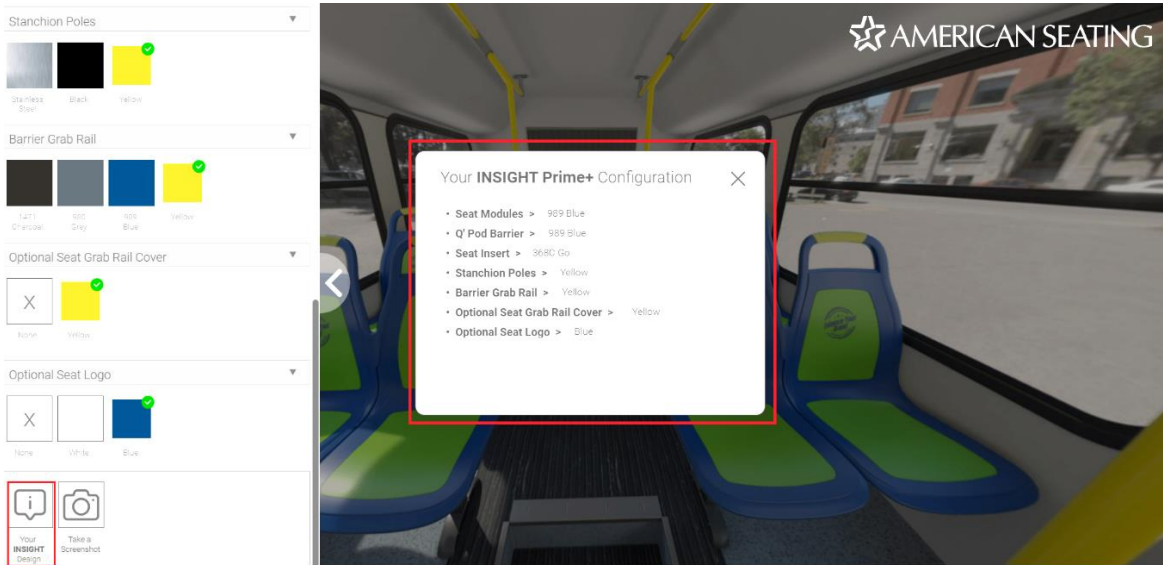 Stanchion Poles
Stainless Steel
Black
Yellow
Barrier Grab Rail
1471 Charcoal
989 Blue
Yellow
Optional Seat Grab Rail Cover
X
None
Yellow
Optional Seat Logo
X
None
White
Blue
i
Your
INSIGHT
Design
Take a
Screenshot
AMERICAN SEATING
Your INSIGHT Prime+ Configuration
• Seat Modules > 989 Blue
• Q' Pod Barrier > 989 Blue
• Seat Insert > 368C Go
• Stanchion Poles > Yellow
• Barrier Grab Rail > Yellow
• Optional Seat Grab Rail Cover > Yellow
• Optional Seat Logo > Blue